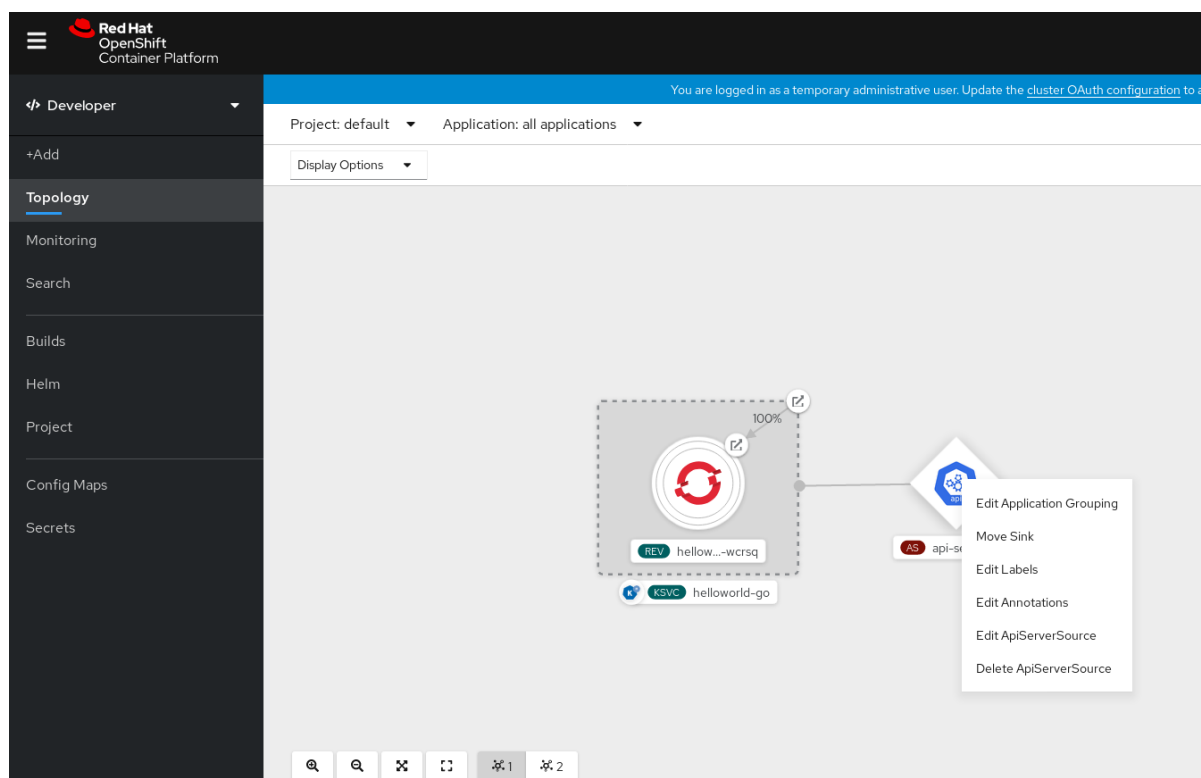 Red Hat
OpenShift
Container Platform
Developer
You are logged in as a temporary administrative user. Update the cluster OAuth configuration to a
Project: default
Application: all applications
Display Options
+Add
Topology
Monitoring
Search
Builds
Helm
Project
Config Maps
Secrets
100%
REV hellow...-wcrsq
KSVC helloworld-go
api
AS api-se
Edit Application Grouping
Move Sink
Edit Labels
Edit Annotations
Edit ApiServerSource
Delete ApiServerSource
1
2